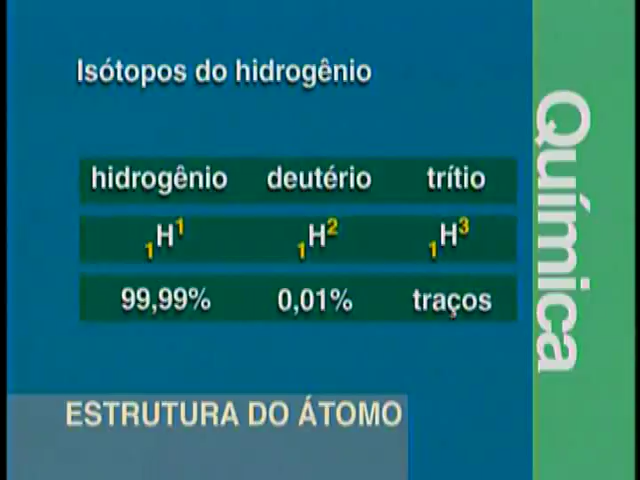 Isótopos do hidrogênio
hidrogênio deutério trítio
₁H¹ ₁H² ₁H³
99,99% 0,01% traços
ESTRUTURA DO ÁTOMO
Química